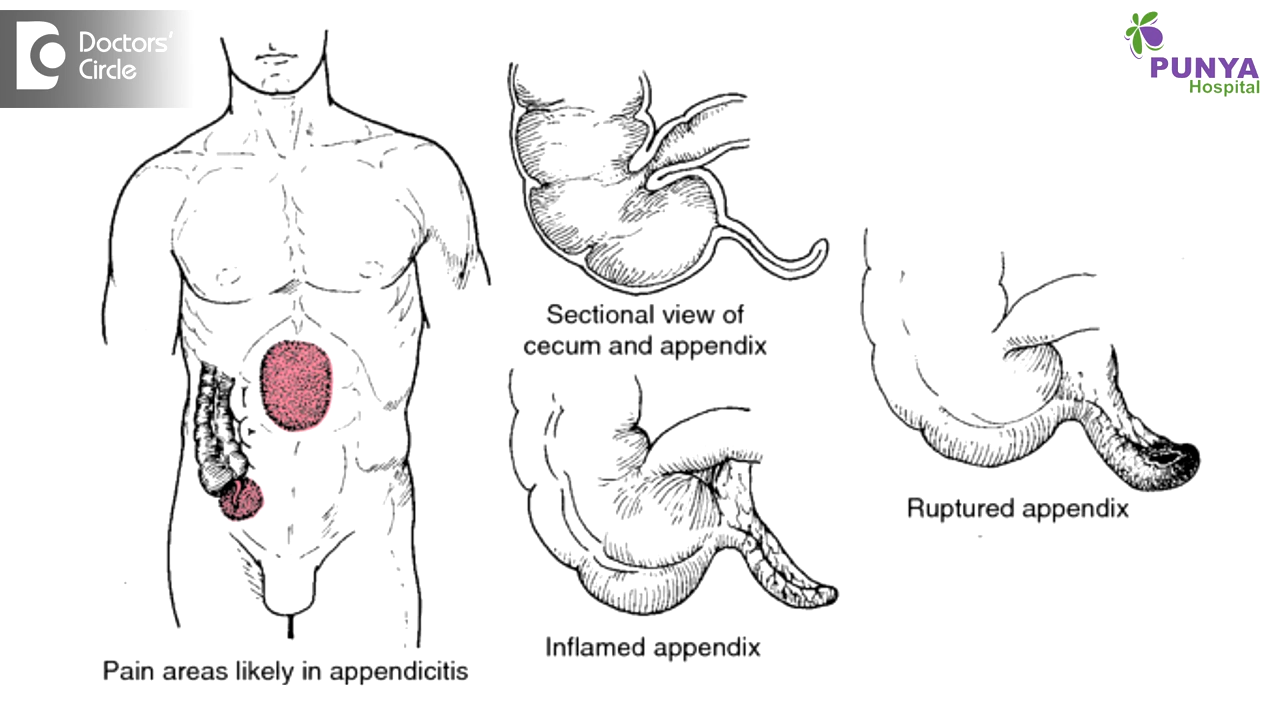 Doctors'
Circle
PUNYA
Hospital
Sectional view of
cecum and appendix
Ruptured appendix
Inflamed appendix
Pain areas likely in appendicitis